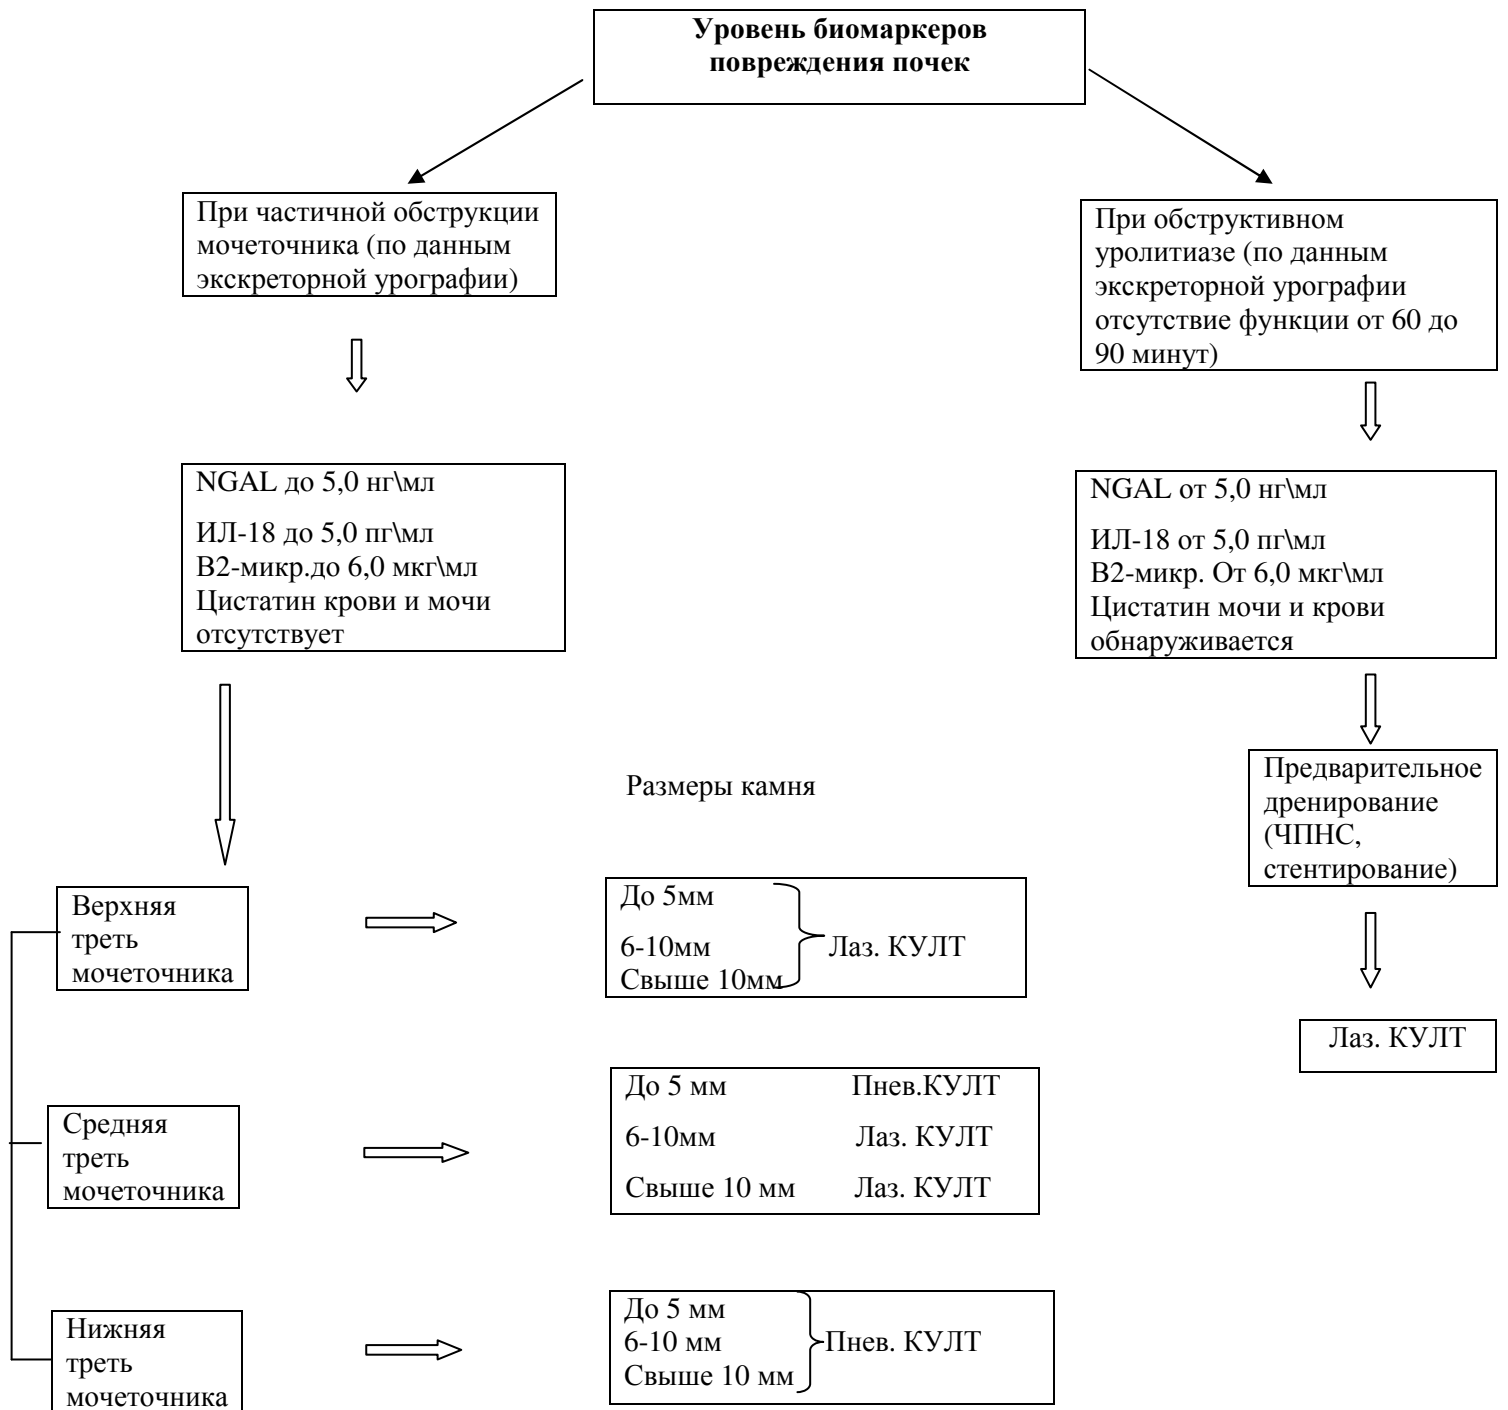 Уровень биомаркеров
повреждения почек
При частичной обструкции
мочеточника (по данным
экскреторной урографии)
При обструктивном
уролитиазе (по данным
экскреторной урографии
отсутствие функции от 60 до
90 минут)
NGAL до 5,0 нг\мл
ИЛ-18 до 5,0 пг\мл
В2-микр.до 6,0 мкг\мл
Цистатин крови и мочи
отсутствует
NGAL от 5,0 нг\мл
ИЛ-18 от 5,0 пг\мл
В2-микр. От 6,0 мкг\мл
Цистатин мочи и крови
обнаруживается
Предварительное
дренирование
(ЧПНС,
стентирование)
Лаз. КУЛТ
Размеры камня
Верхняя
треть
мочеточника
До 5мм
6-10мм Лаз. КУЛТ
Свыше 10мм
Средняя
треть
мочеточника
До 5 мм Пнев.КУЛТ
6-10мм Лаз. КУЛТ
Свыше 10 мм Лаз. КУЛТ
Нижняя
треть
мочеточника
До 5 мм
6-10 мм Пнев. КУЛТ
Свыше 10 мм